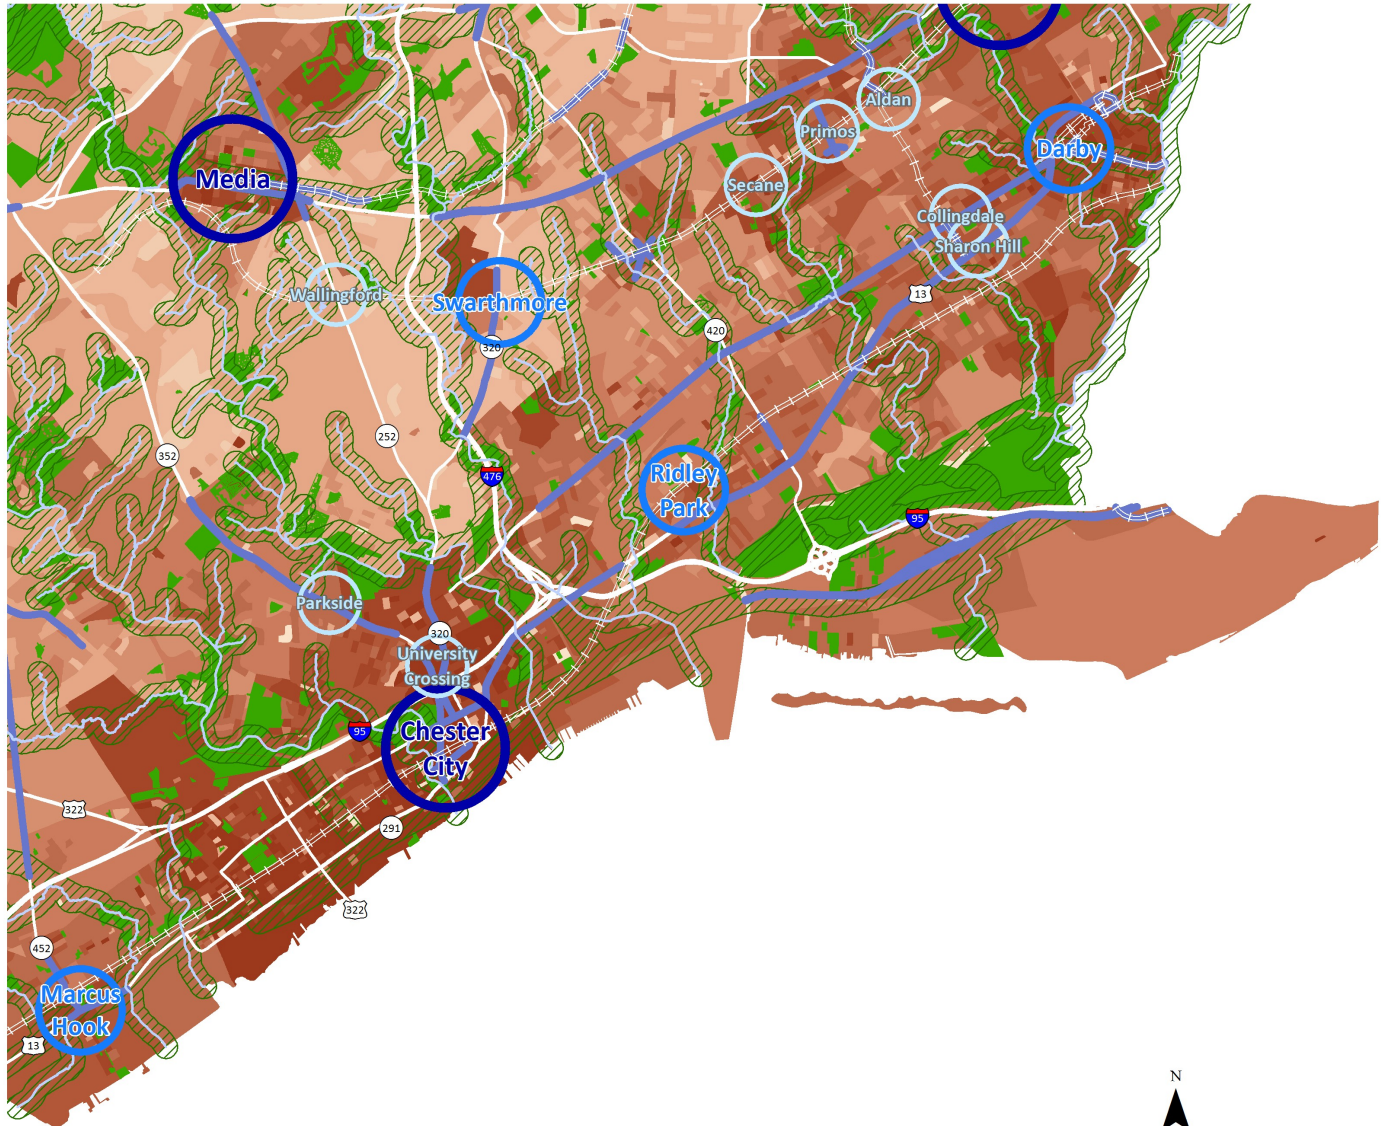 Aldan
Primos
Darby
Media
Secane
Collingdale
Sharon Hill
Wallingford
13
Swarthmore
420
320
252
352
476
Ridley
Park
95
Parkside
320
University
Crossing
95
Chester
City
322
291
322
452
Marcus
Hook
13
N